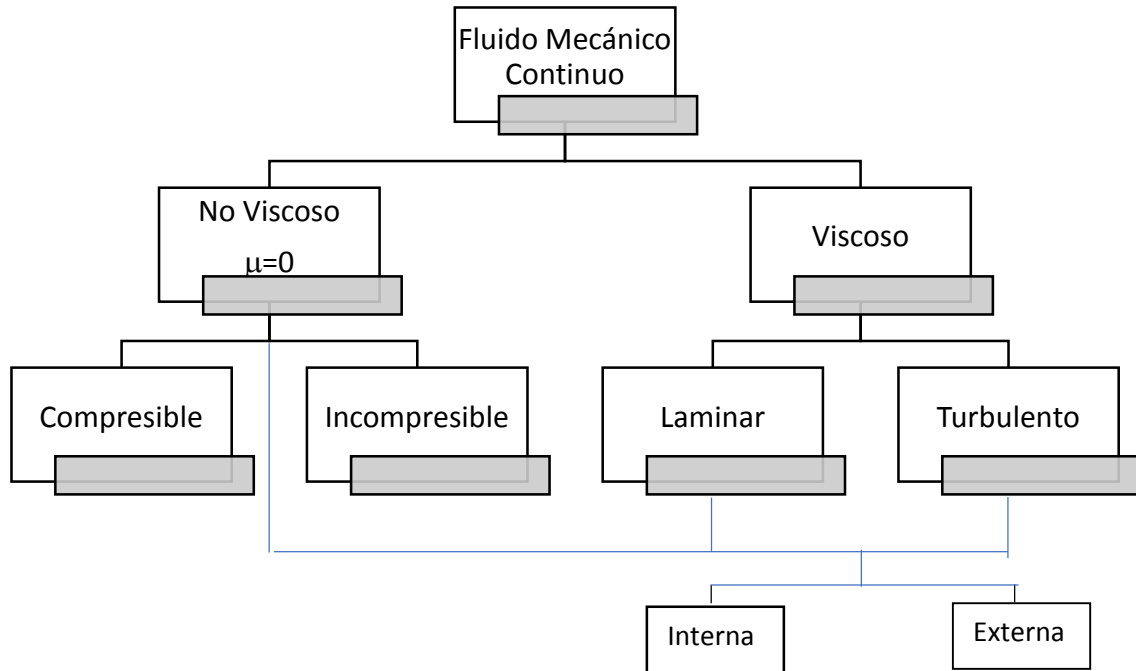 Fluido Mecánico
Continuo
No Viscoso
μ=0
Viscoso
Compresible
Incompresible
Laminar
Turbulento
Interna
Externa